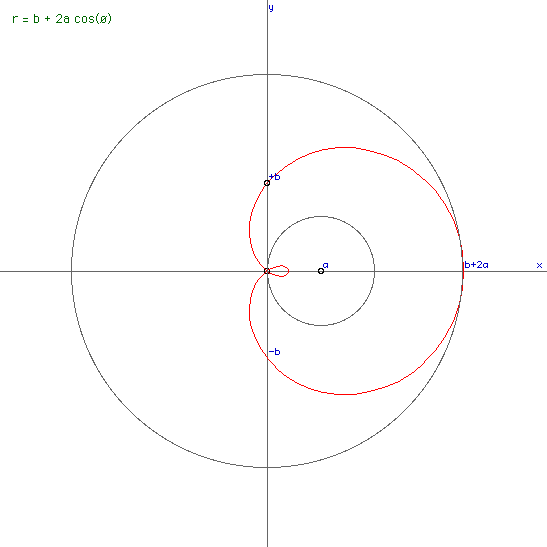 r = b + 2a cos(ø)
y
+b
a
b+2a
x
-b